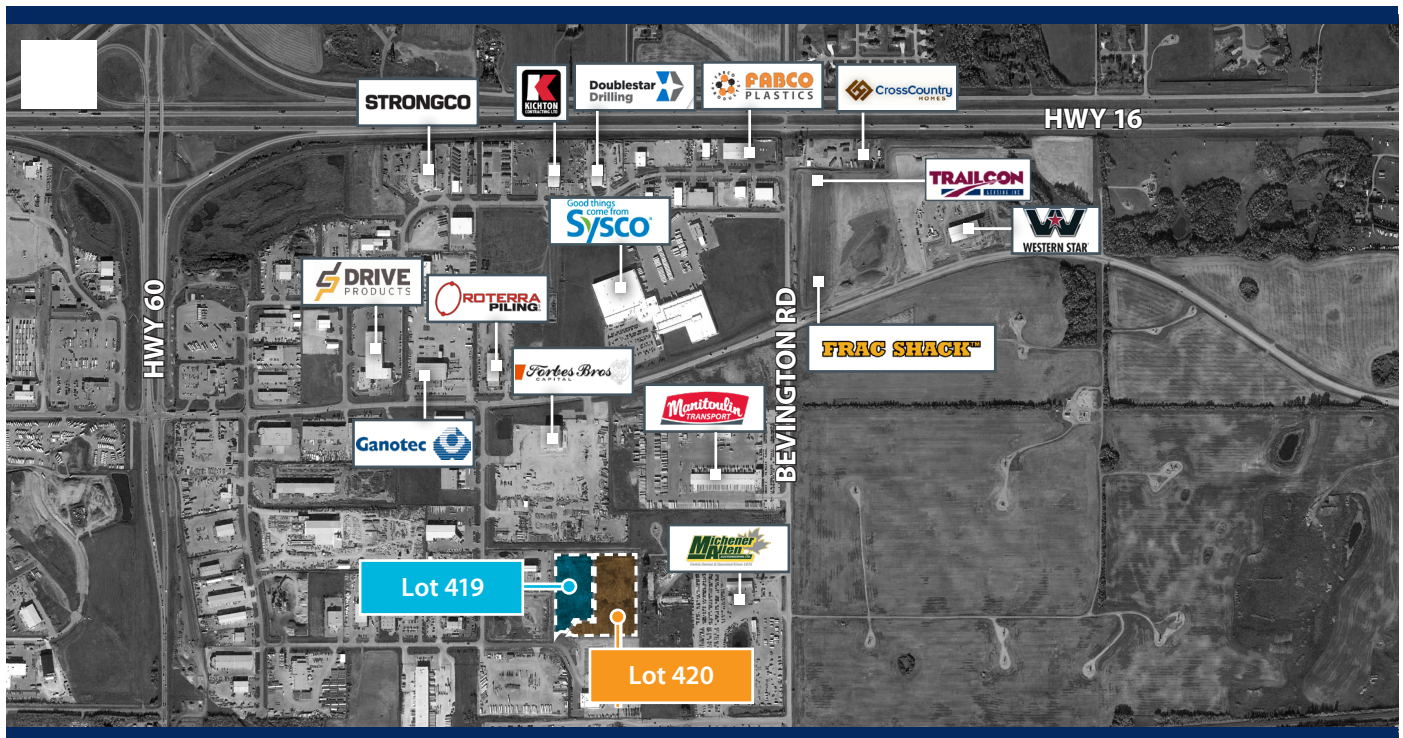 STRONGCO
K
KICHTON
CONTRACTING LTD
Doublestar
Drilling
FABCO
PLASTICS
CrossCountry
HOMES
HWY 16
TRAILCON
LEASING INC
W
WESTERN STAR
Good things
come from
Sysco
DRIVE
PRODUCTS
ROTERRA
PILING
HWY 60
BEVINGTON RD
FRAC SHACK™
Forbes Bros
CAPITAL
Manitoulin
TRANSPORT
Ganotec
Michener
Allen
Lot 419
Lot 420